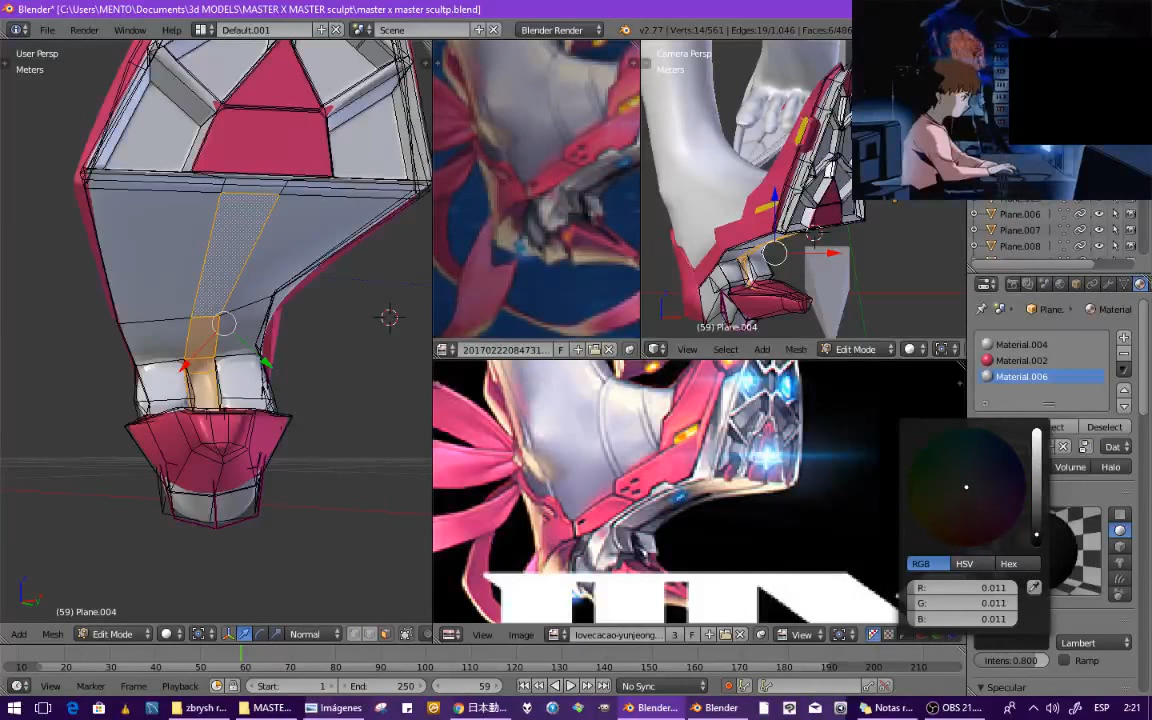 Blender* [C:\Users\MENTO\Documents\3d MODELS\MASTER X MASTER sculpt\master x master scultp.blend]
File Render Window Help Default.001 Scene Blender Render v2.77 | Verts:14/561 | Edges:19/1,046 | Faces:6/486
User Persp
Meters
Camera Persp
Meters
Plane.006
Plane.007
Plane.008
Plane. Material
Material.004
Material.002
Material.006
(59) Plane.004
20170222084731... F
View Select Add Mesh Edit Mode
Deselect
Dat
Volume Halo
RGB HSV Hex
R: 0.011
G: 0.011
B: 0.011
Lambert
Intens: 0.800 Ramp
Specular
(59) Plane.004
Add Mesh Edit Mode Normal
View Image lovecacao-yunjeong... 3 F View
10 20 30 40 50 60 70 80 90 100 110 120 130 140 150 160 170 180 190 200 210
View Marker Frame Playback Start: 1 End: 250 59 No Sync
zbrysh r... MASTE... Imágenes 日本動... Blender... Blender Notas r... OBS 21.... ESP 2:21